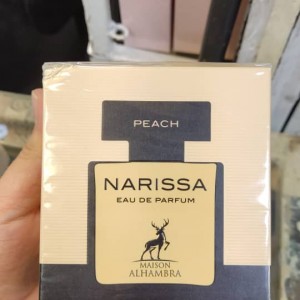 PEACH
NARISSA
EAU DE PARFUM
MAISON
ALHAMBRA